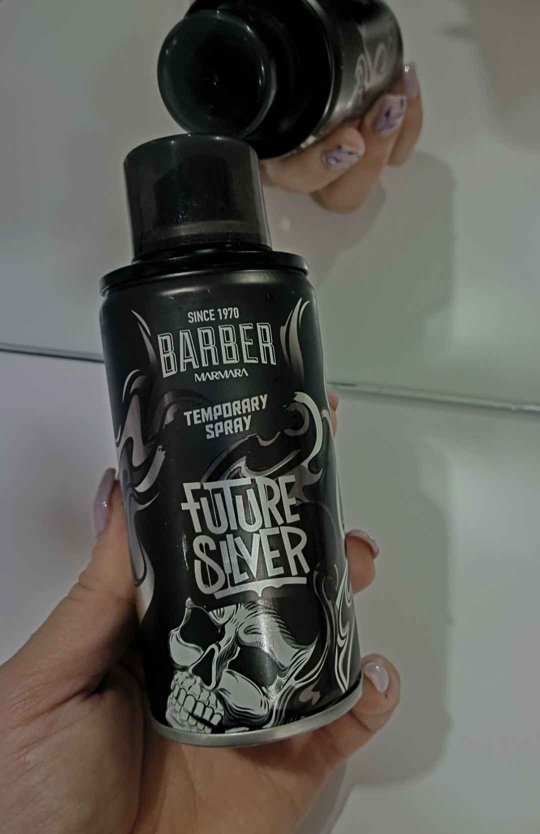 SINCE 1970
BARBER
MARMARA
TEMPORARY
SPRAY
FUTURE
SILVER